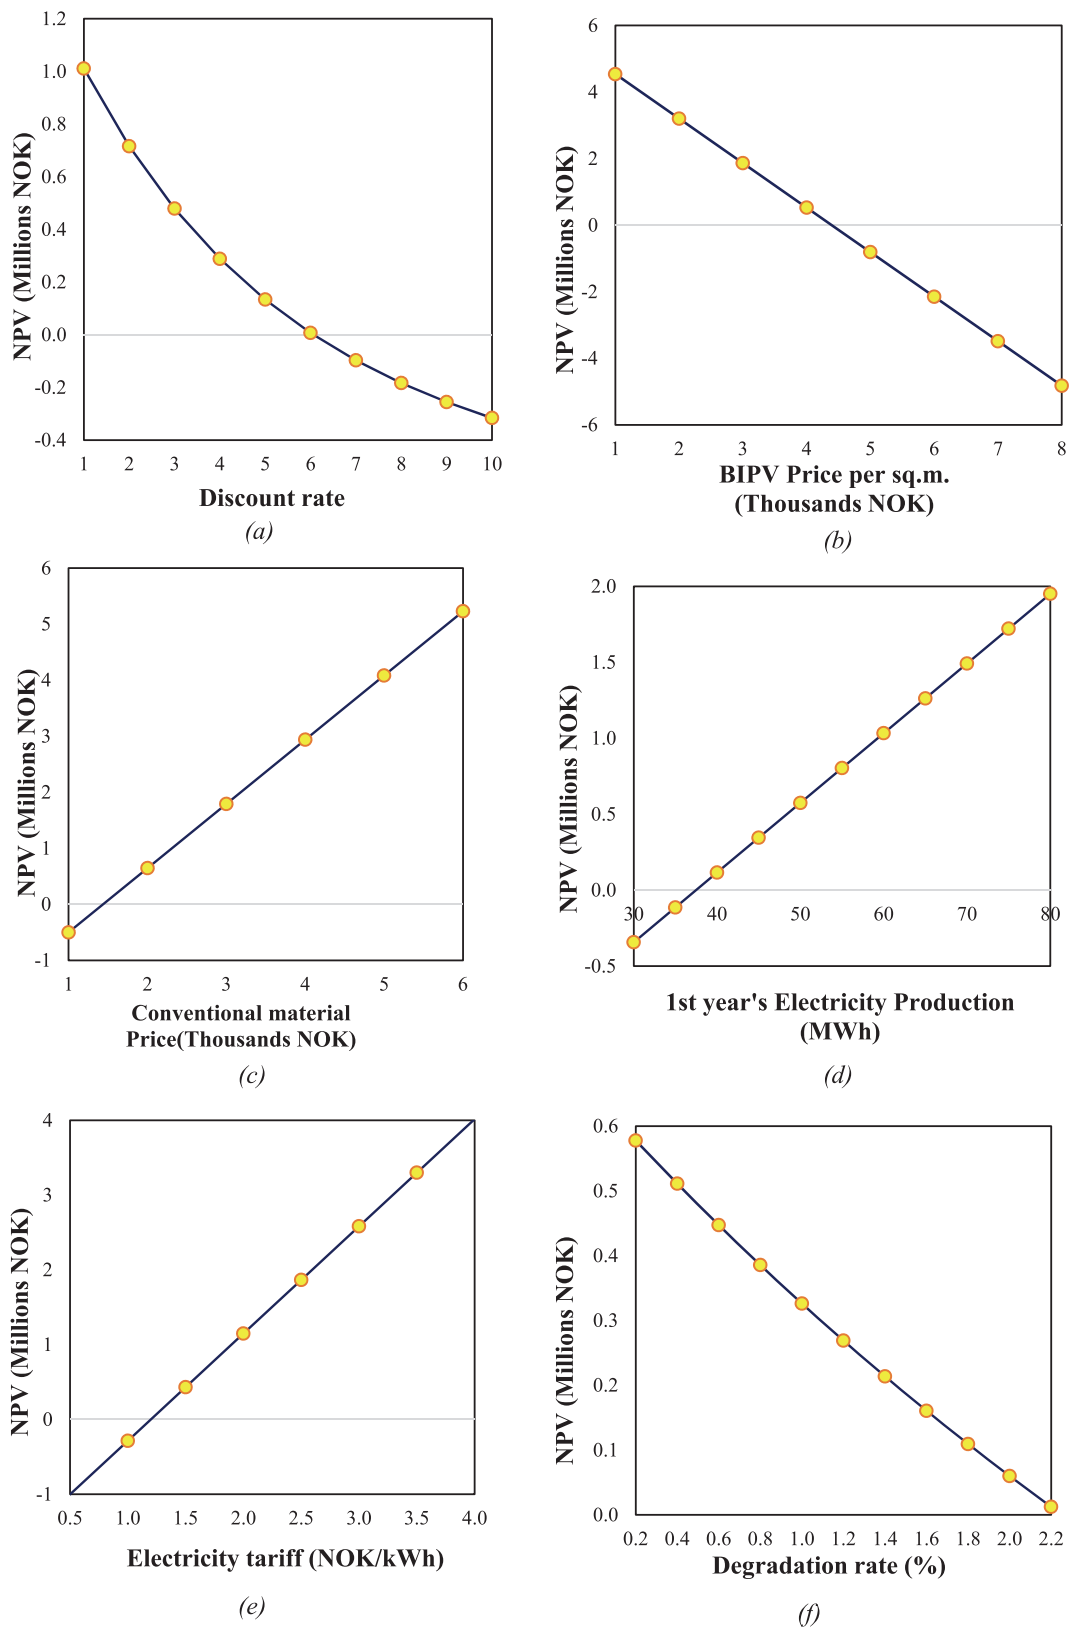 1.2
1.0
0.8
0.6
0.4
0.2
0.0
-0.2
-0.4
NPV (Millions NOK)
1 2 3 4 5 6 7 8 9 10
Discount rate
(a)
6
4
2
0
-2
-4
-6
NPV (Millions NOK)
1 2 3 4 5 6 7 8
BIPV Price per sq.m.
(Thousands NOK)
(b)
6
5
4
3
2
1
0
-1
NPV (Millions NOK)
1 2 3 4 5 6
Conventional material
Price(Thousands NOK)
(c)
2.0
1.5
1.0
0.5
0.0
-0.5
NPV (Millions NOK)
30 40 50 60 70 80
1st year's Electricity Production
(MWh)
(d)
4
3
2
1
0
-1
NPV (Millions NOK)
0.5 1.0 1.5 2.0 2.5 3.0 3.5 4.0
Electricity tariff (NOK/kWh)
(e)
0.6
0.5
0.4
0.3
0.2
0.1
0.0
NPV (Millions NOK)
0.2 0.4 0.6 0.8 1.0 1.2 1.4 1.6 1.8 2.0 2.2
Degradation rate (%)
(f)